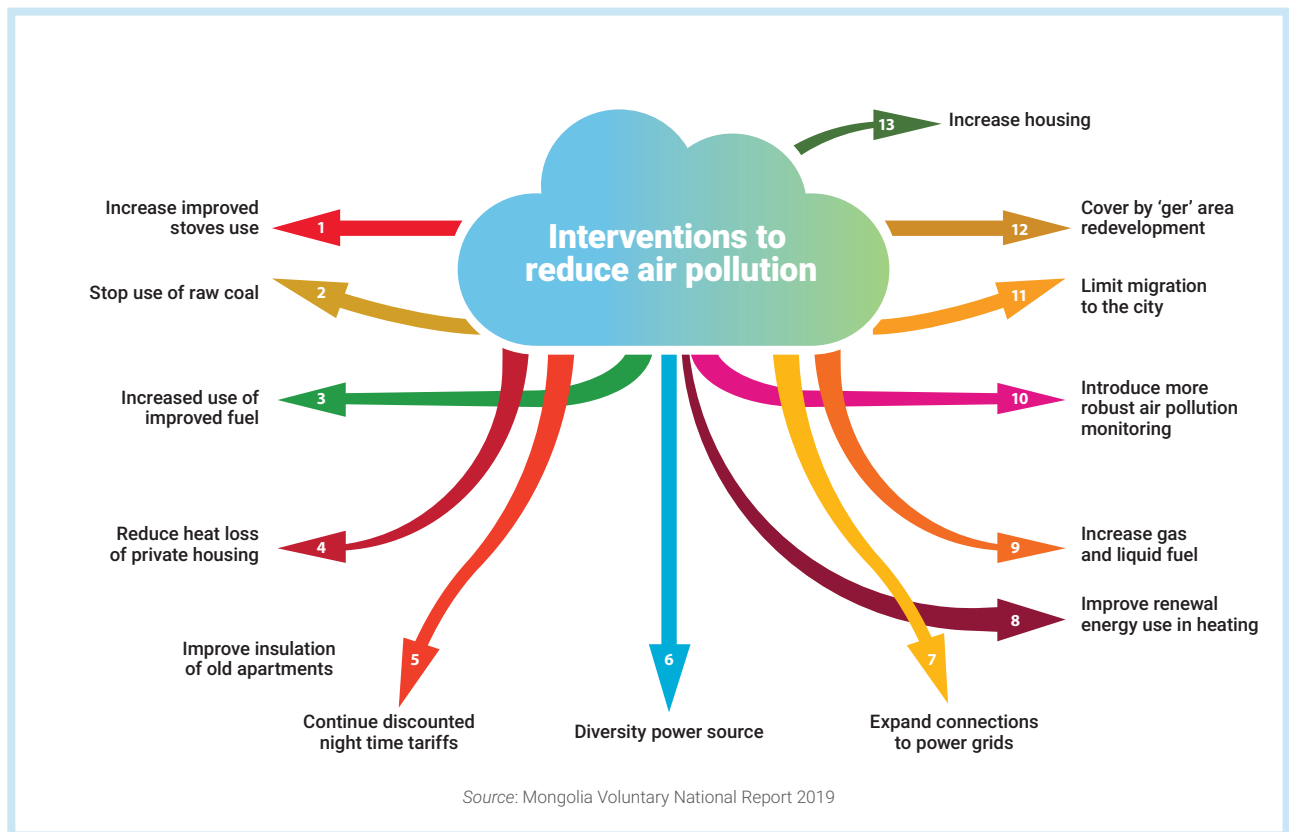 Interventions to
reduce air pollution
1
Increase improved
stoves use
2
Stop use of raw coal
3
Increased use of
improved fuel
4
Reduce heat loss
of private housing
5
Improve insulation
of old apartments
Continue discounted
night time tariffs
6
Diversity power source
7
Expand connections
to power grids
8
Improve renewal
energy use in heating
9
Increase gas
and liquid fuel
10
Introduce more
robust air pollution
monitoring
11
Limit migration
to the city
12
Cover by ‘ger’ area
redevelopment
13
Increase housing
Source: Mongolia Voluntary National Report 2019